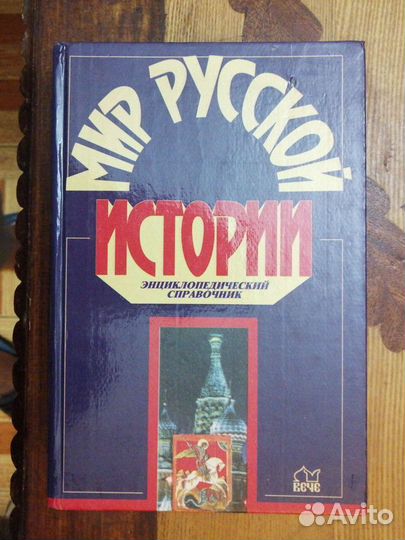 МИР РУССКОЙ
ИСТОРИИ
ЭНЦИКЛОПЕДИЧЕСКИЙ
СПРАВОЧНИК
ВЕЧЕ
Avito